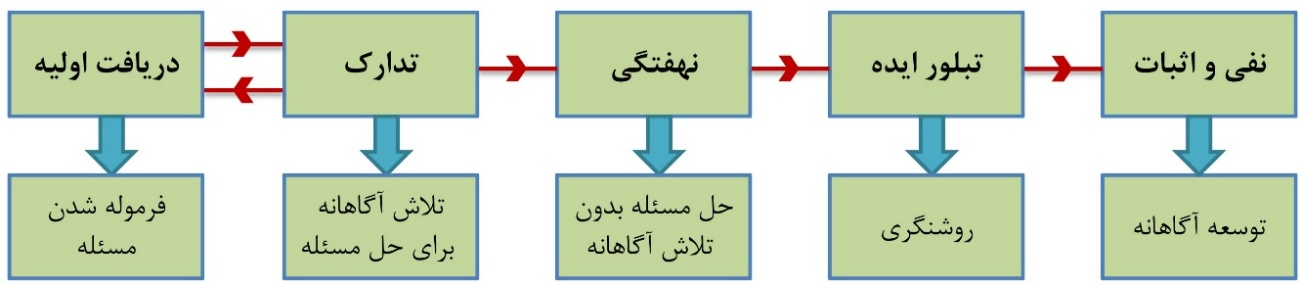 دریافت اولیه
تدارک
نهفتگی
تبلور ایده
نفی و اثبات
فرموله شدن
مسئله
تلاش آگاهانه
برای حل مسئله
حل مسئله بدون
تلاش آگاهانه
روشنگری
توسعه آگاهانه